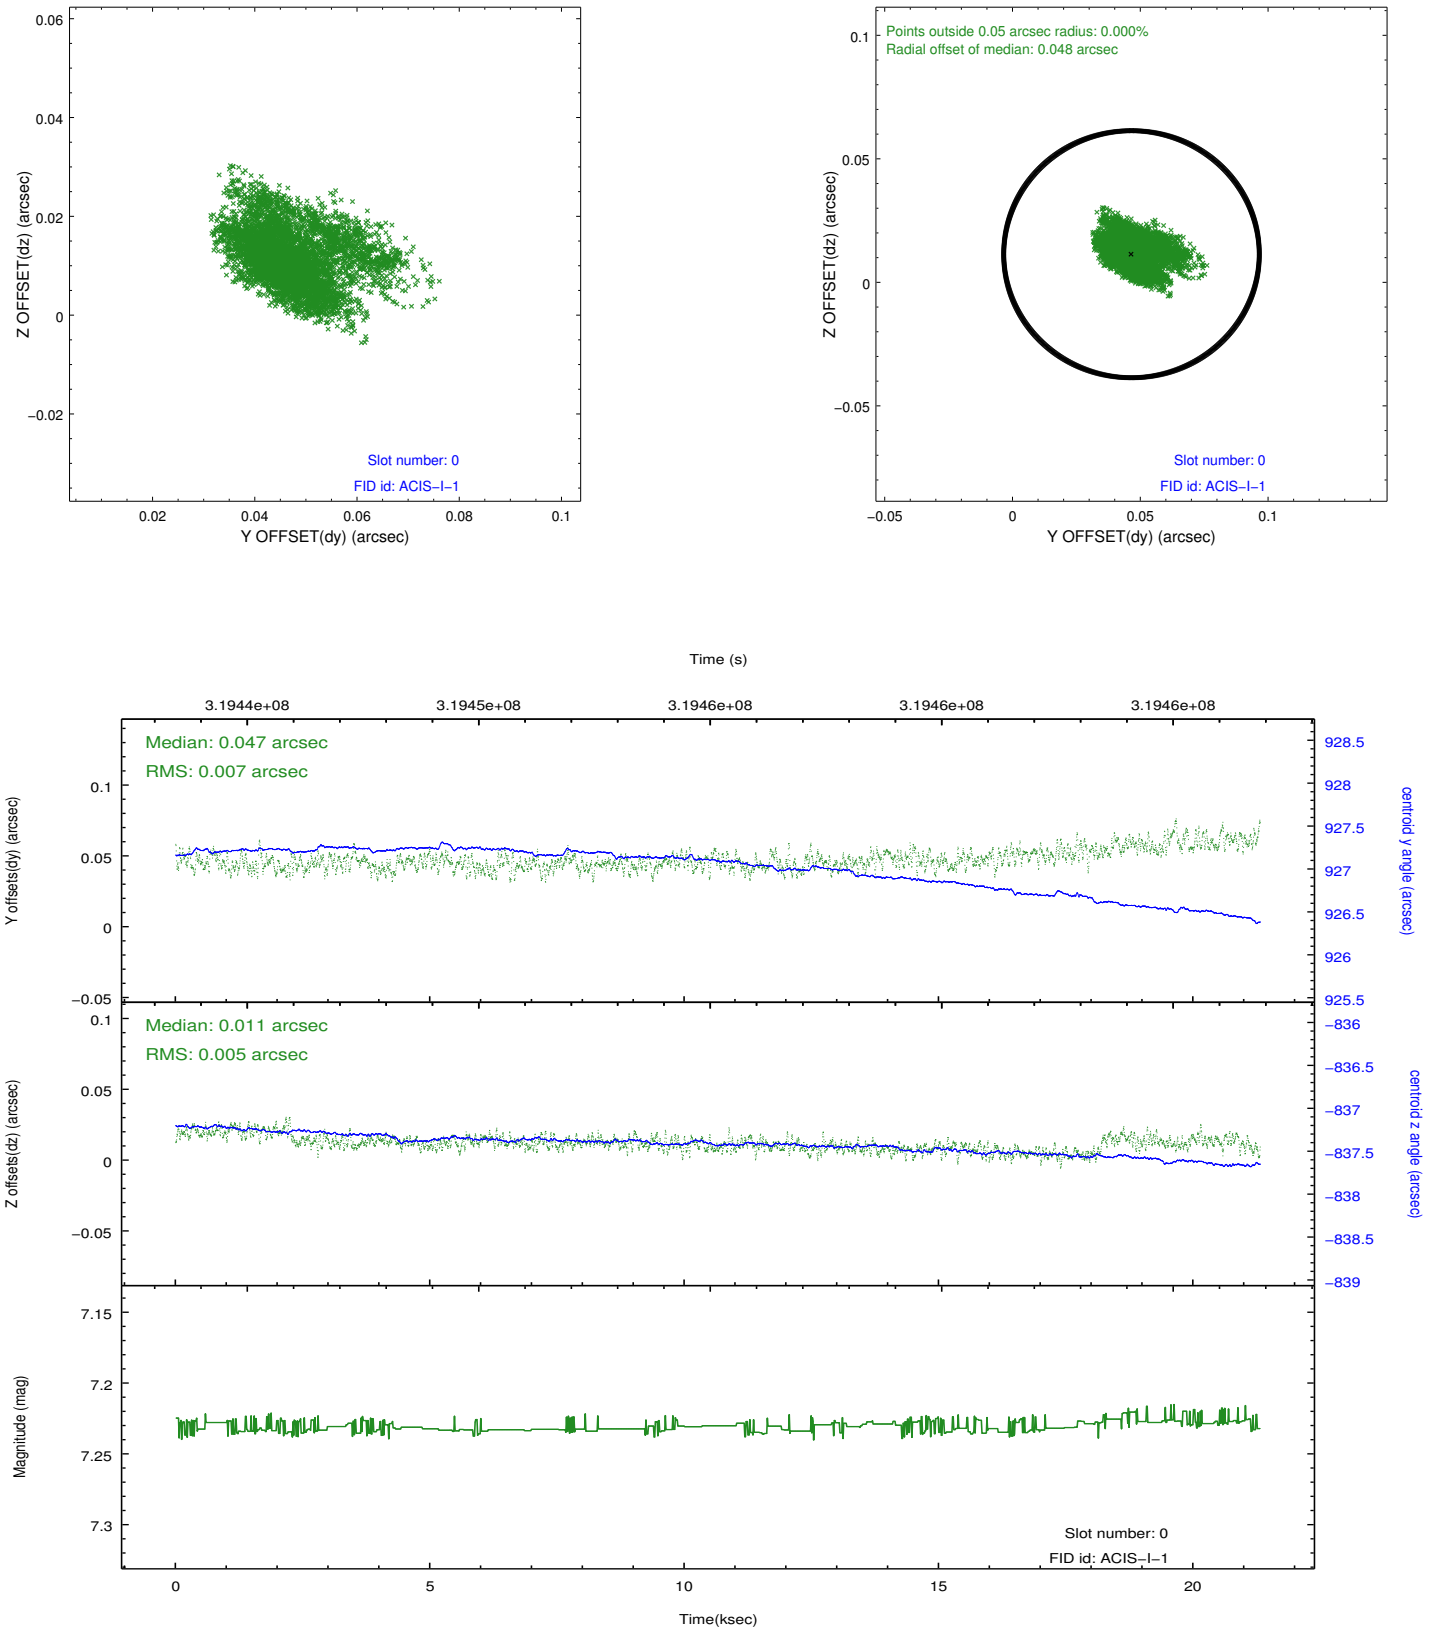 0.06
0.04
0.02
0
−0.02
0.02
0.04
0.06
0.08
0.1
Z OFFSET(dz) (arcsec)
Y OFFSET(dy) (arcsec)
Slot number: 0
FID id: ACIS−I−1
Points outside 0.05 arcsec radius: 0.000%
Radial offset of median: 0.048 arcsec
0.1
0.05
0
−0.05
−0.05
0
0.05
0.1
Z OFFSET(dz) (arcsec)
Y OFFSET(dy) (arcsec)
Slot number: 0
FID id: ACIS−I−1
Time (s)
3.1944e+08
3.1945e+08
3.1946e+08
3.1946e+08
3.1946e+08
Median: 0.047 arcsec
RMS: 0.007 arcsec
0.1
0.05
0
−0.05
Y offsets(dy) (arcsec)
928.5
928
927.5
927
926.5
926
925.5
centroid y angle (arcsec)
Median: 0.011 arcsec
RMS: 0.005 arcsec
0.1
0.05
0
−0.05
Z offsets(dz) (arcsec)
−836
−836.5
−837
−837.5
−838
−838.5
−839
centroid z angle (arcsec)
7.15
7.2
7.25
7.3
Magnitude (mag)
Slot number: 0
FID id: ACIS−I−1
0
5
10
15
20
Time(ksec)